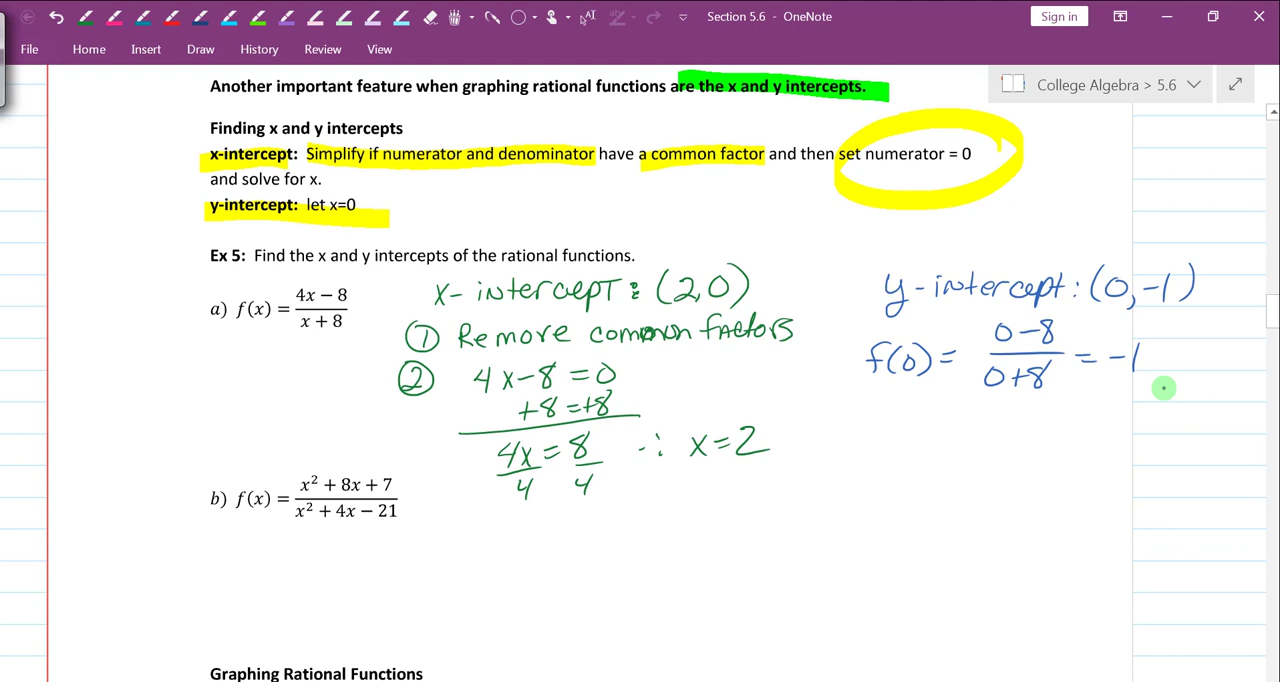 Section 5.6 - OneNote
Sign in
File Home Insert Draw History Review View
College Algebra > 5.6
Another important feature when graphing rational functions are the x and y intercepts.
Finding x and y intercepts
x-intercept: Simplify if numerator and denominator have a common factor and then set numerator = 0
and solve for x.
y-intercept: let x=0
Ex 5: Find the x and y intercepts of the rational functions.
a) f(x) = (4x − 8)/(x + 8)
x-intercept: (2,0)
① Remove common factors
② 4x-8=0
+8=+8
4x/4 = 8/4 ∴ x=2
y-intercept: (0,-1)
f(0) = (0-8)/(0+8) = -1
b) f(x) = (x² + 8x + 7)/(x² + 4x − 21)
Graphing Rational Functions